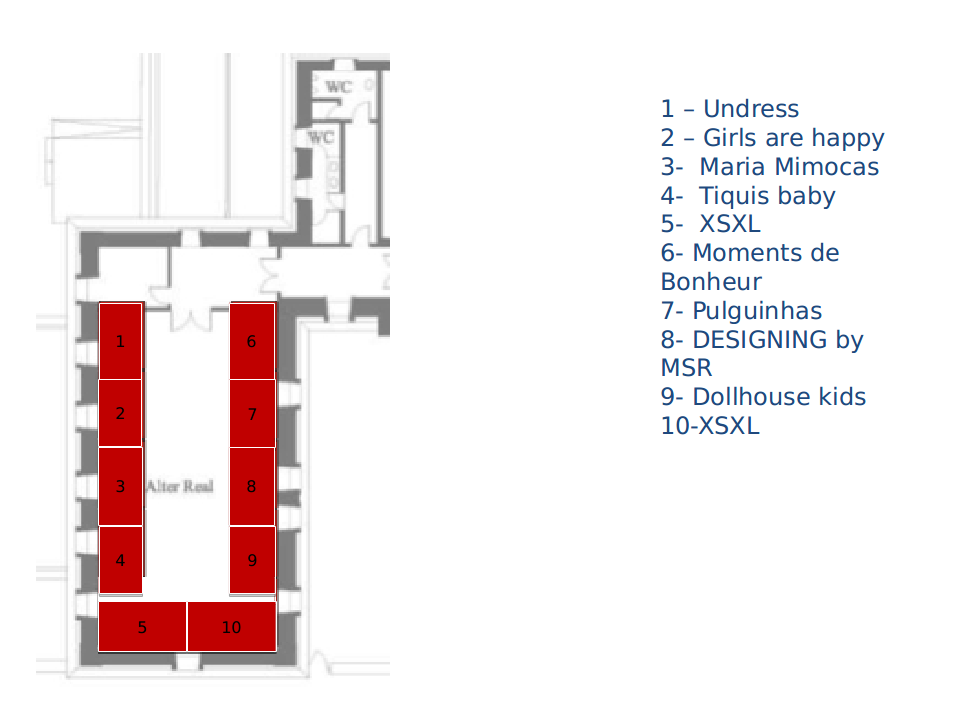 WC
WC
1 – Undress
2 – Girls are happy
3-  Maria Mimocas
4-  Tiquis baby
5-  XSXL
6- Moments de
Bonheur
7- Pulguinhas
8- DESIGNING by
MSR
9- Dollhouse kids
10-XSXL
1
6
2
7
3
Alter Real
8
4
9
5
10